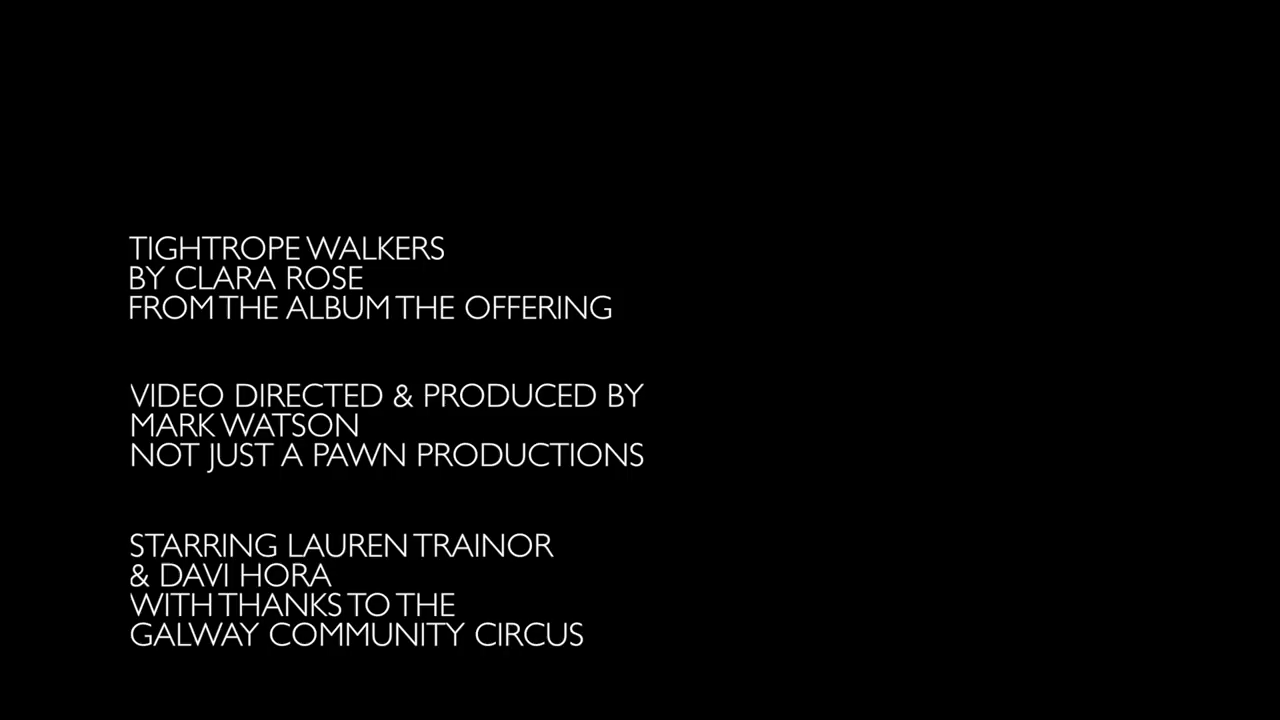 TIGHTROPE WALKERS
BY CLARA ROSE
FROM THE ALBUM THE OFFERING
VIDEO DIRECTED & PRODUCED BY
MARK WATSON
NOT JUST A PAWN PRODUCTIONS
STARRING LAUREN TRAINOR
& DAVI HORA
WITH THANKS TO THE
GALWAY COMMUNITY CIRCUS